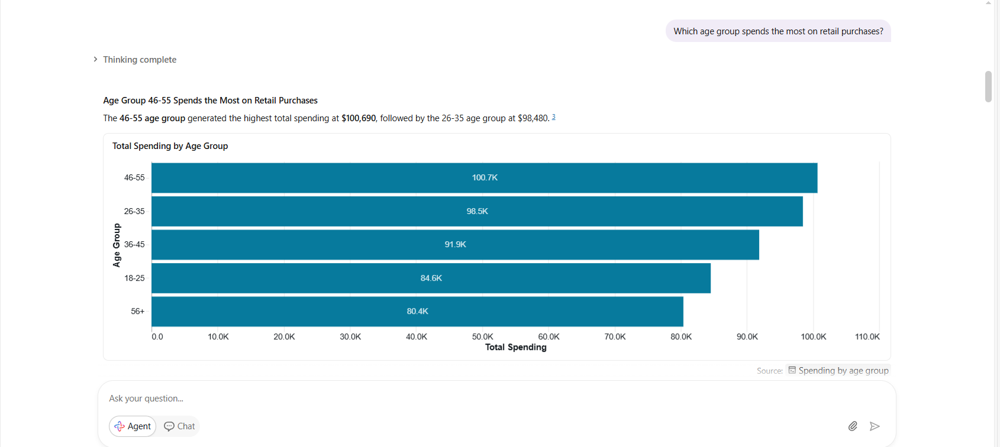 Which age group spends the most on retail purchases?
Thinking complete
Age Group 46-55 Spends the Most on Retail Purchases
The 46-55 age group generated the highest total spending at $100,690, followed by the 26-35 age group at $98,480. 3
Total Spending by Age Group
Age Group
46-55 100.7K
26-35 98.5K
36-45 91.9K
18-25 84.6K
56+ 80.4K
0.0 10.0K 20.0K 30.0K 40.0K 50.0K 60.0K 70.0K 80.0K 90.0K 100.0K 110.0K
Total Spending
Source: Spending by age group
Ask your question...
Agent Chat